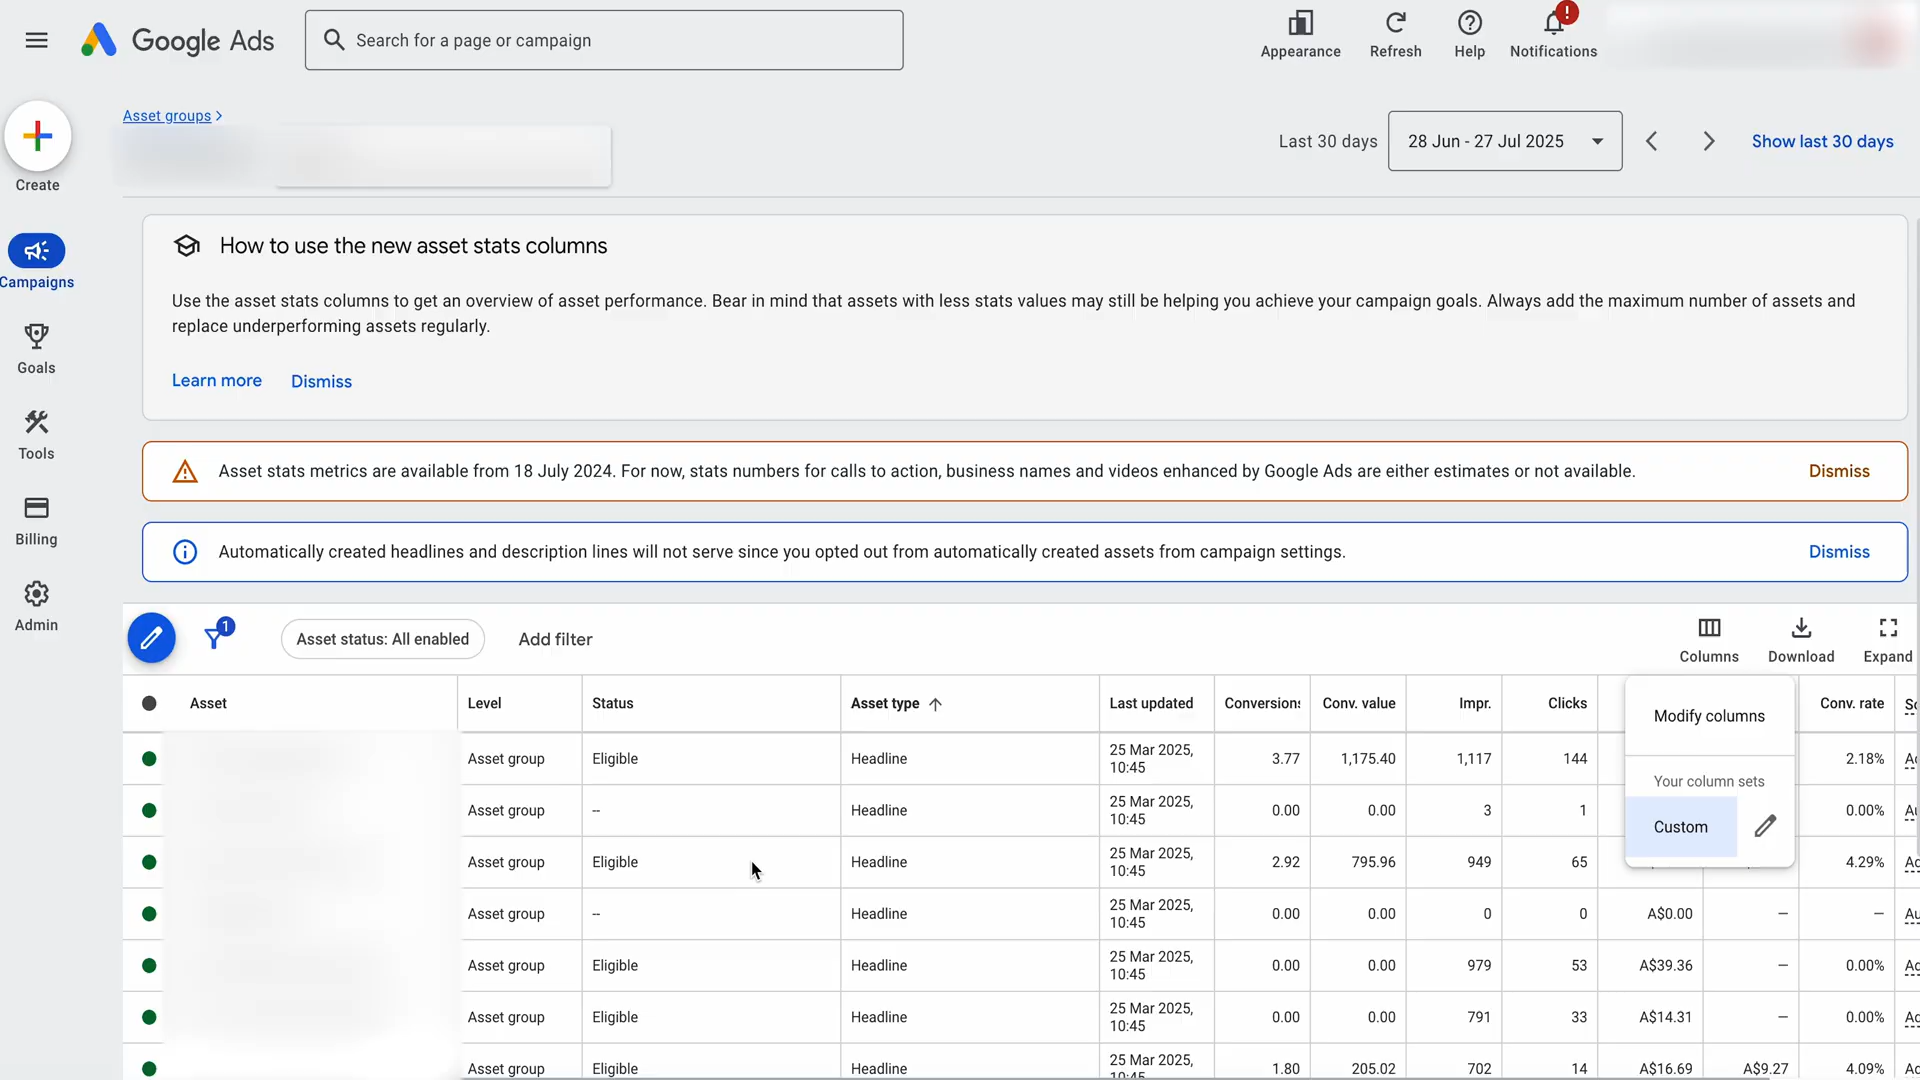 Google Ads
Search for a page or campaign
Appearance
Refresh
Help
!
Notifications
Asset groups >
Last 30 days
28 Jun - 27 Jul 2025
Show last 30 days
Create
Campaigns
Goals
Tools
Billing
Admin
How to use the new asset stats columns
Use the asset stats columns to get an overview of asset performance. Bear in mind that assets with less stats values may still be helping you achieve your campaign goals. Always add the maximum number of assets and
replace underperforming assets regularly.
Learn more Dismiss
Asset stats metrics are available from 18 July 2024. For now, stats numbers for calls to action, business names and videos enhanced by Google Ads are either estimates or not available. Dismiss
Automatically created headlines and description lines will not serve since you opted out from automatically created assets from campaign settings. Dismiss
1
Asset status: All enabled
Add filter
Columns
Download
Expand
Modify columns
Your column sets
Custom
Asset Level Status Asset type Last updated Conversions Conv. value Impr. Clicks Conv. rate
Asset group Eligible Headline 25 Mar 2025, 10:45 3.77 1,175.40 1,117 144 2.18%
Asset group -- Headline 25 Mar 2025, 10:45 0.00 0.00 3 1 0.00%
Asset group Eligible Headline 25 Mar 2025, 10:45 2.92 795.96 949 65 4.29%
Asset group -- Headline 25 Mar 2025, 10:45 0.00 0.00 0 0 A$0.00 — —
Asset group Eligible Headline 25 Mar 2025, 10:45 0.00 0.00 979 53 A$39.36 — 0.00%
Asset group Eligible Headline 25 Mar 2025, 10:45 0.00 0.00 791 33 A$14.31 — 0.00%
Asset group Eligible Headline 25 Mar 2025, 10:45 1.80 205.02 702 14 A$16.69 A$9.27 4.09%